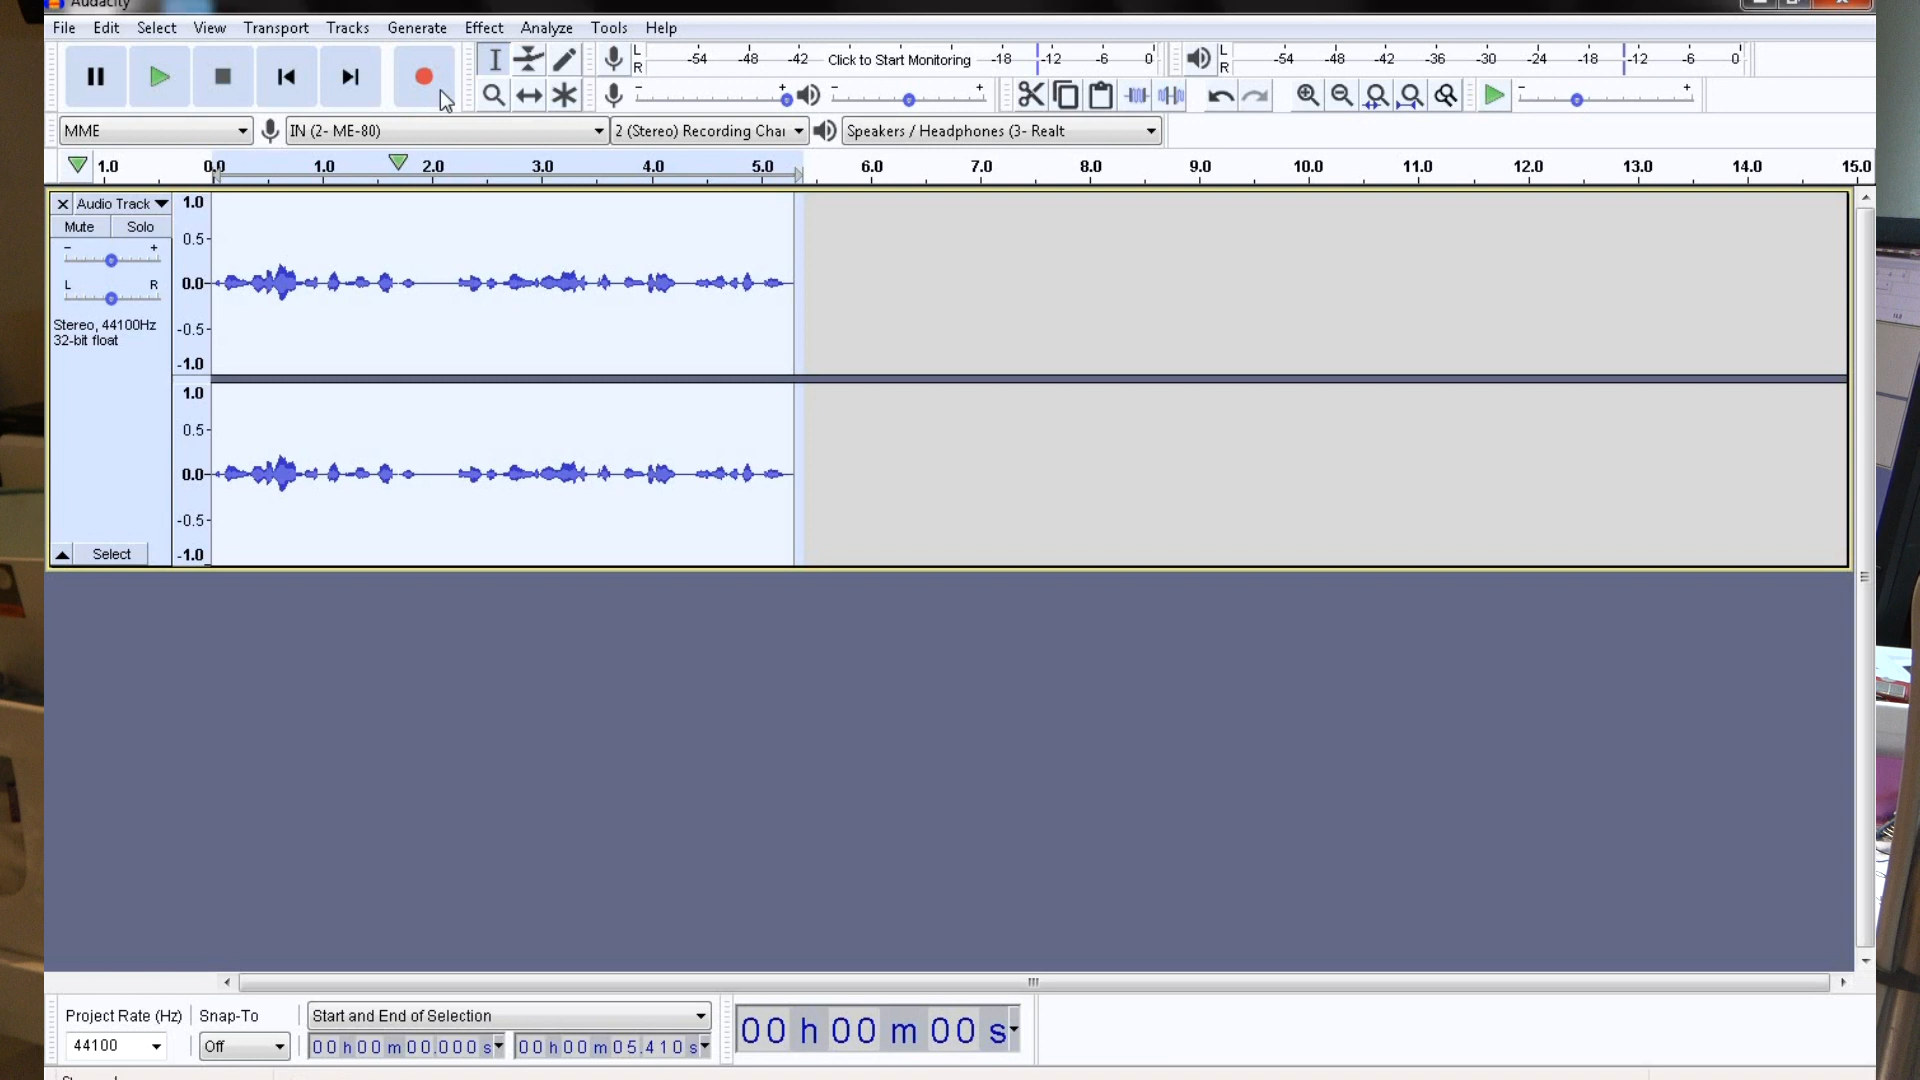 Audacity
File Edit Select View Transport Tracks Generate Effect Analyze Tools Help
L R -54 -48 -42 Click to Start Monitoring -18 -12 -6 0
L R -54 -48 -42 -36 -30 -24 -18 -12 -6 0
- + - + - +
MME IN (2- ME-80) 2 (Stereo) Recording Chai Speakers / Headphones (3- Realt
1.0 0.0 1.0 2.0 3.0 4.0 5.0 6.0 7.0 8.0 9.0 10.0 11.0 12.0 13.0 14.0 15.0
X Audio Track 1.0
Mute Solo
- + 0.5
L R 0.0
Stereo, 44100Hz -0.5
32-bit float
-1.0
1.0
0.5
0.0
-0.5
Select -1.0
Project Rate (Hz) Snap-To Start and End of Selection
44100 Off 00 h 00 m 00.000 s 00 h 00 m 05.410 s 00 h 00 m 00 s